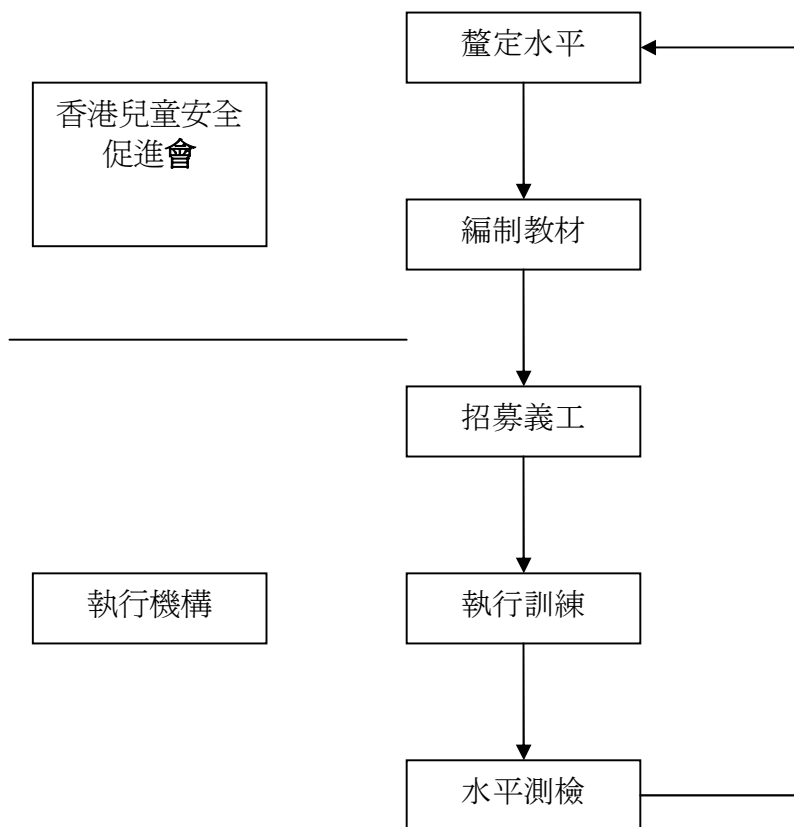 釐定水平
香港兒童安全
促進會
編制教材
招募義工
執行機構
執行訓練
水平測檢